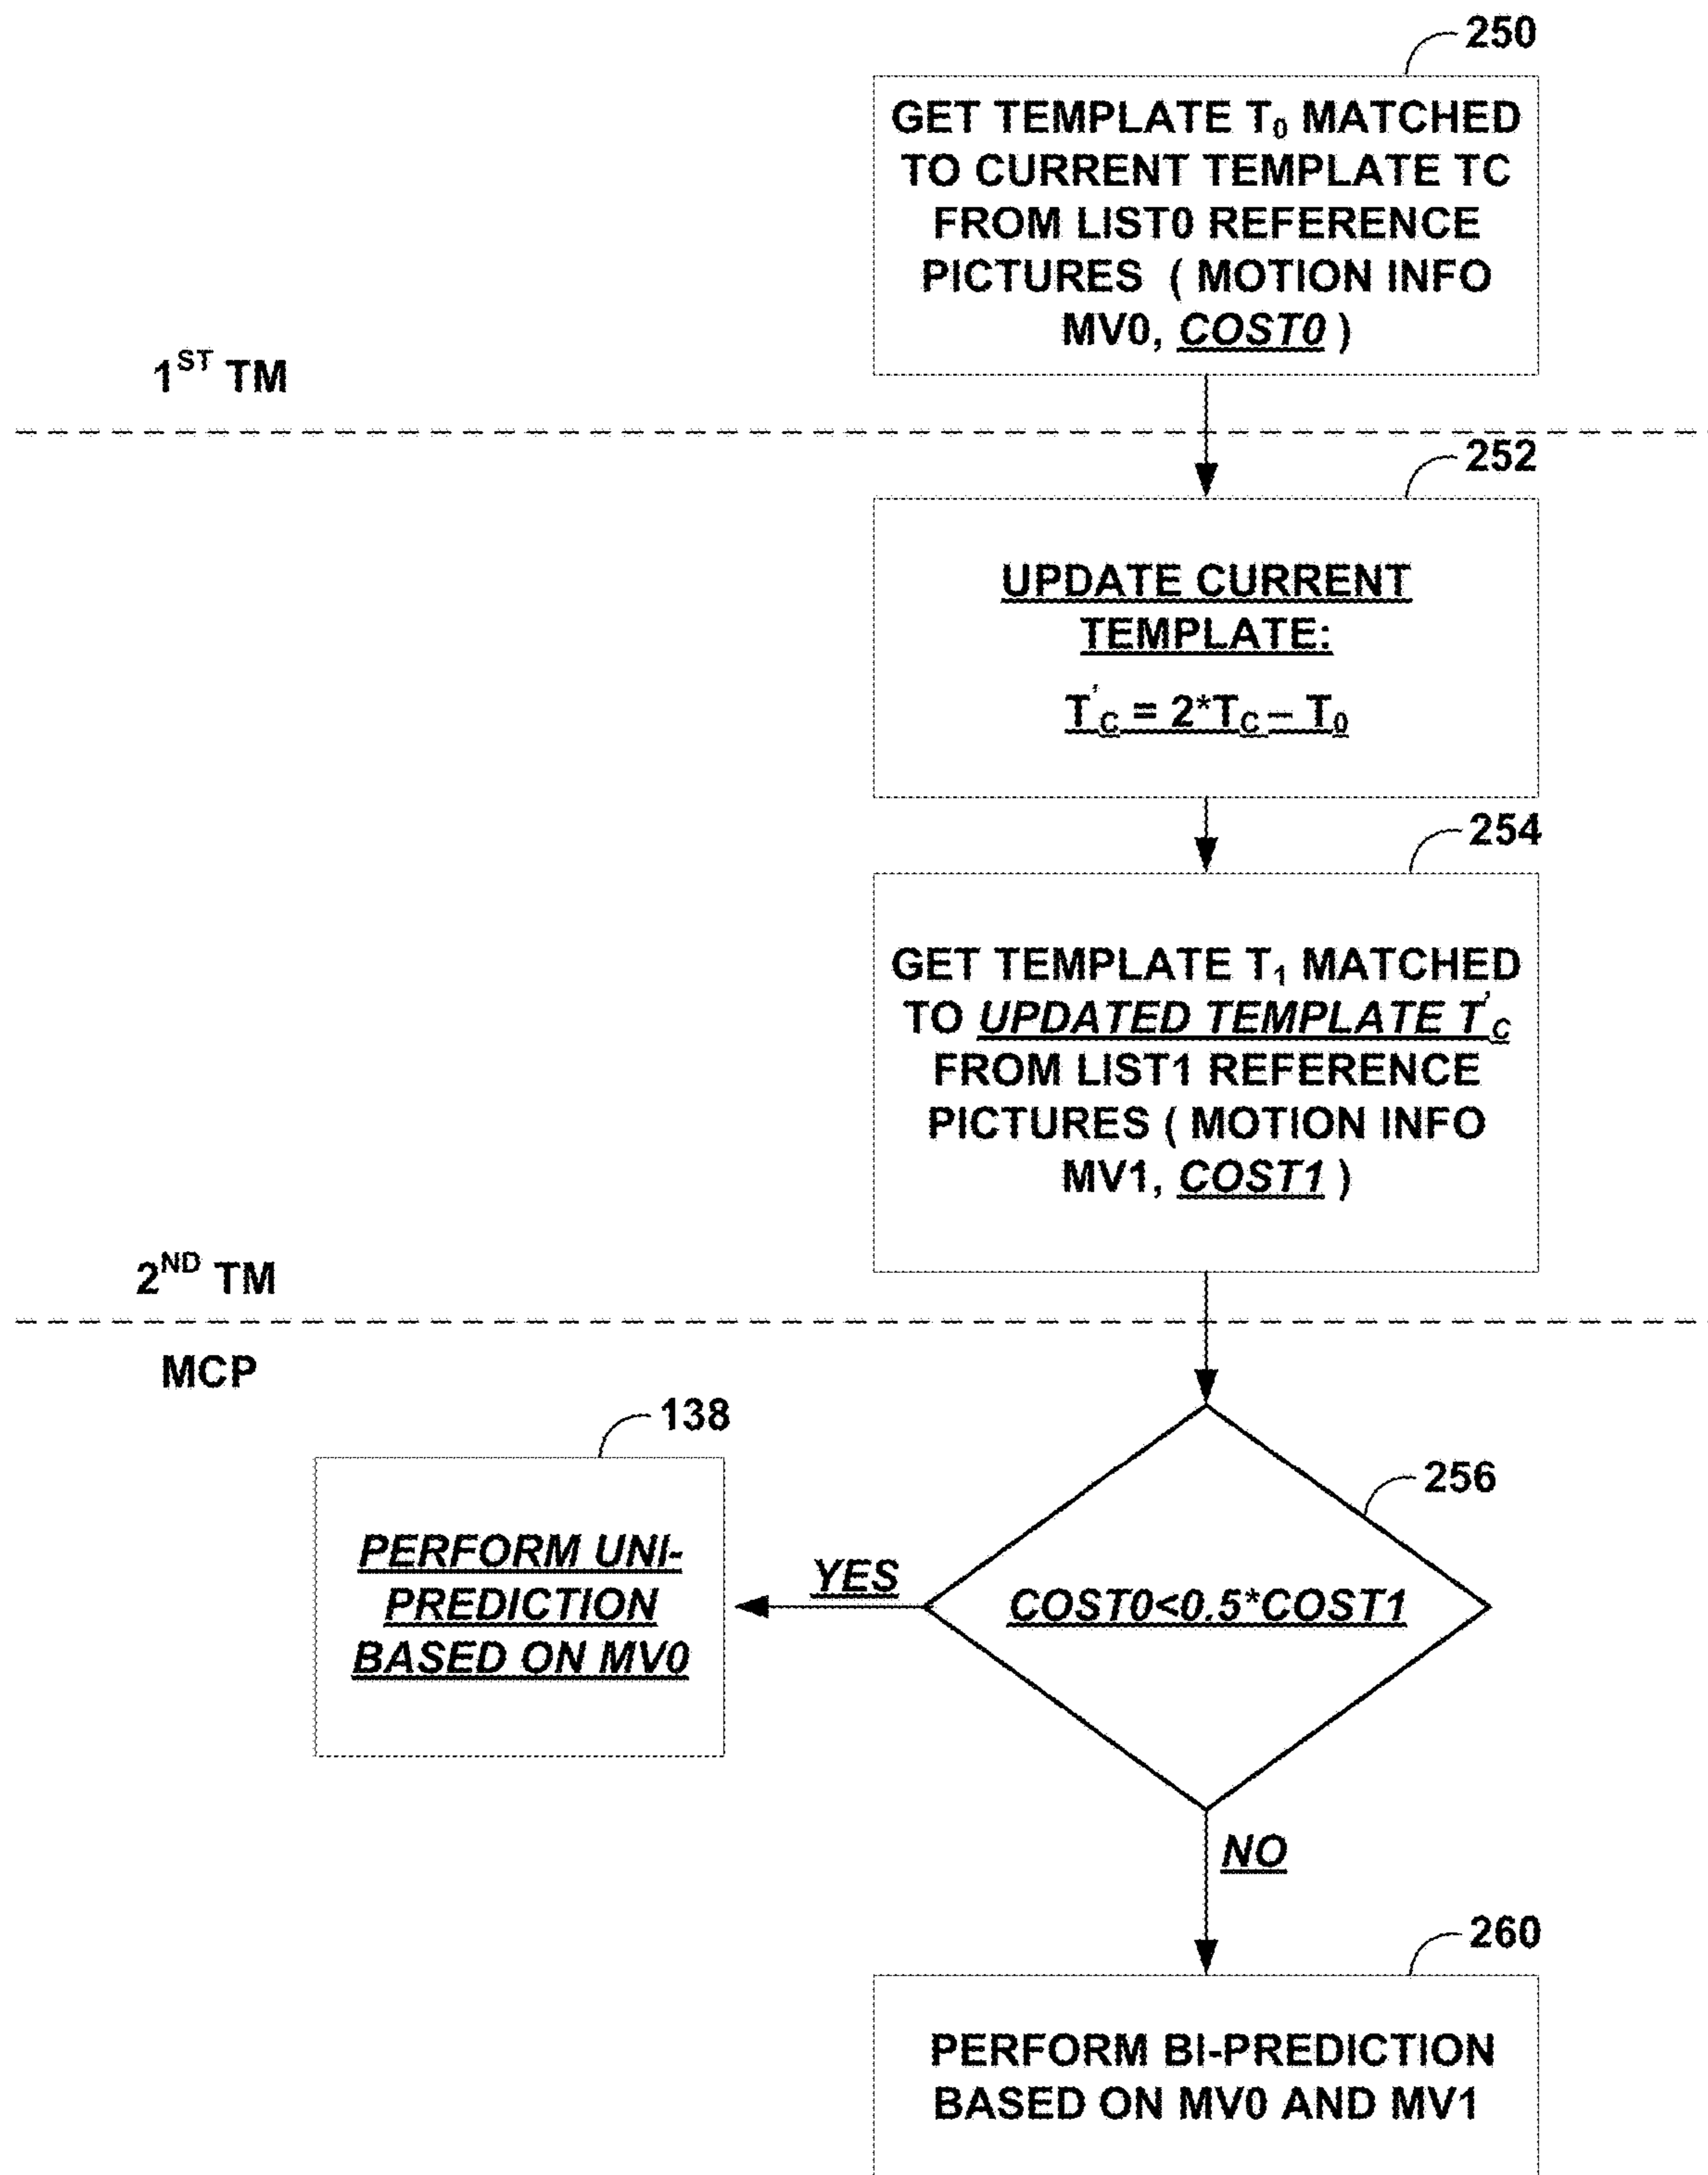 250
GET TEMPLATE T₀ MATCHED
TO CURRENT TEMPLATE TC
FROM LIST0 REFERENCE
PICTURES ( MOTION INFO
MV0, COST0 )
1ST TM
252
UPDATE CURRENT
TEMPLATE:
T'C = 2*TC – T₀
254
GET TEMPLATE T₁ MATCHED
TO UPDATED TEMPLATE T'C
FROM LIST1 REFERENCE
PICTURES ( MOTION INFO
MV1, COST1 )
2ND TM
MCP
138
PERFORM UNI-
PREDICTION
BASED ON MV0
YES
256
COST0<0.5*COST1
NO
260
PERFORM BI-PREDICTION
BASED ON MV0 AND MV1